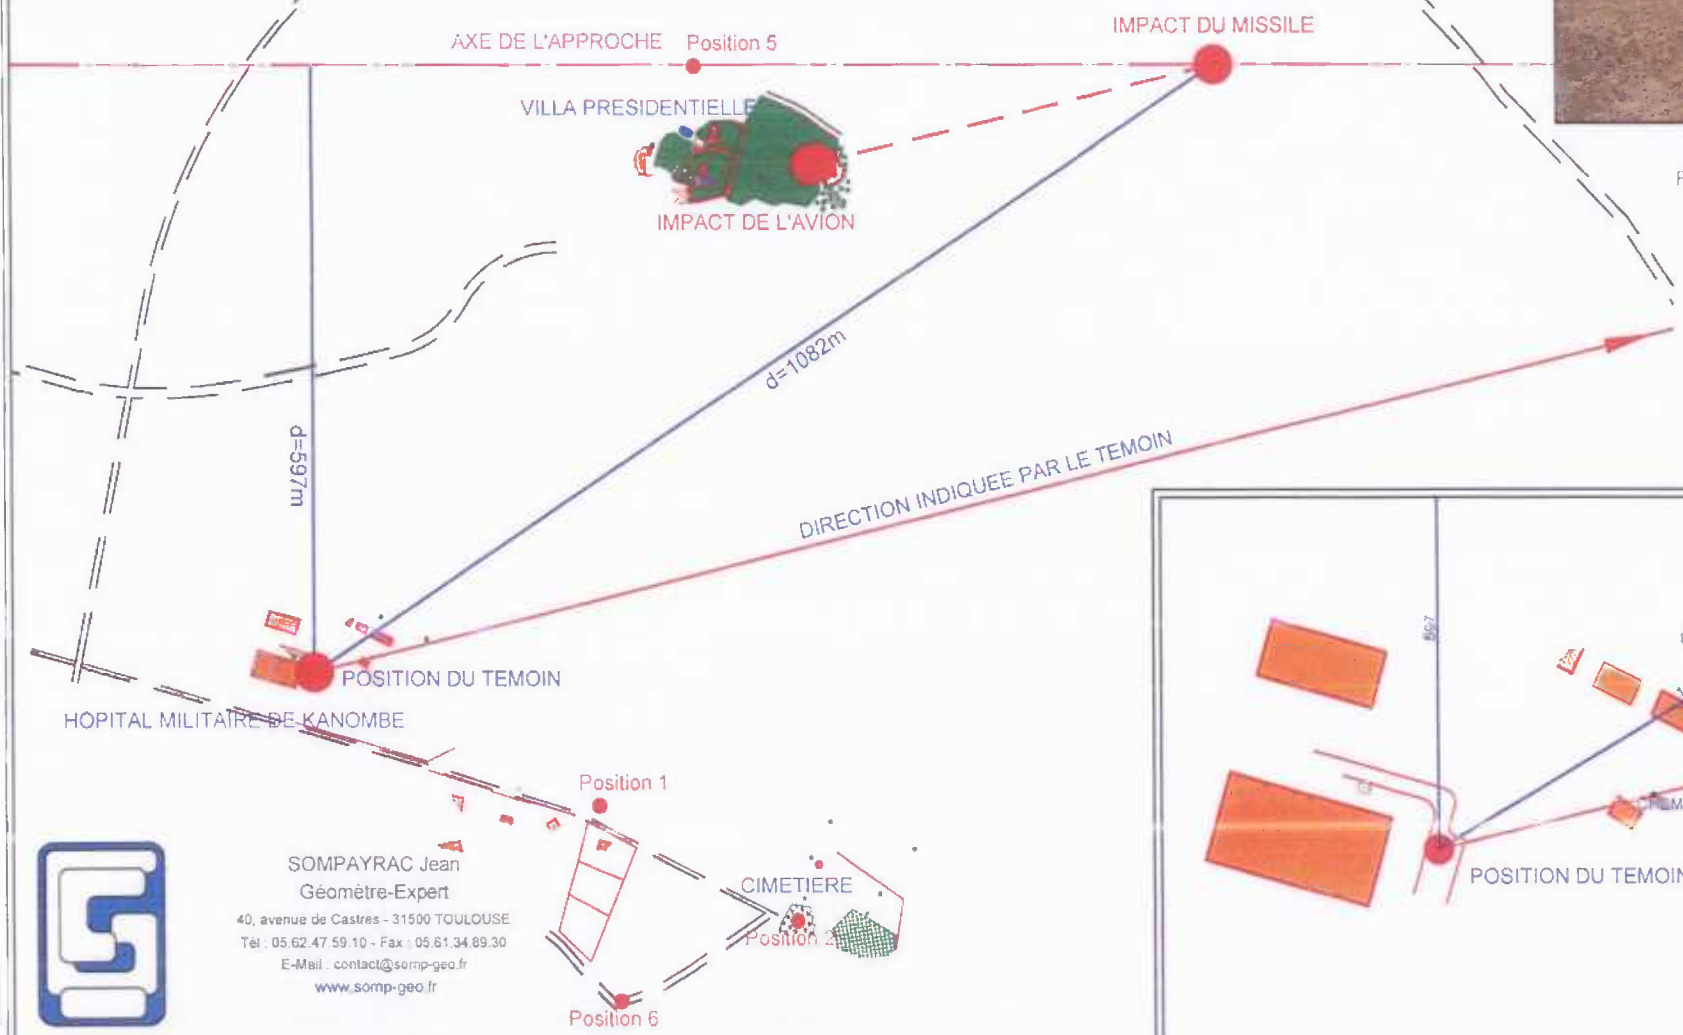 IMPACT DU MISSILE
AXE DE L'APPROCHE
Position 5
VILLA PRESIDENTIELLE
IMPACT DE L'AVION
d=1082m
d=597m
DIRECTION INDIQUEE PAR LE TEMOIN
POSITION DU TEMOIN
HOPITAL MILITAIRE DE KANOMBE
Position 1
CIMETIERE
Position 2
Position 6
SOMPAYRAC Jean
Géomètre-Expert
40, avenue de Castres - 31500 TOULOUSE
Tél : 05.62.47.59.10 - Fax : 05.61.34.89.30
E-Mail : contact@somp-geo.fr
www.somp-geo.fr
597
POSITION DU TEMOIN